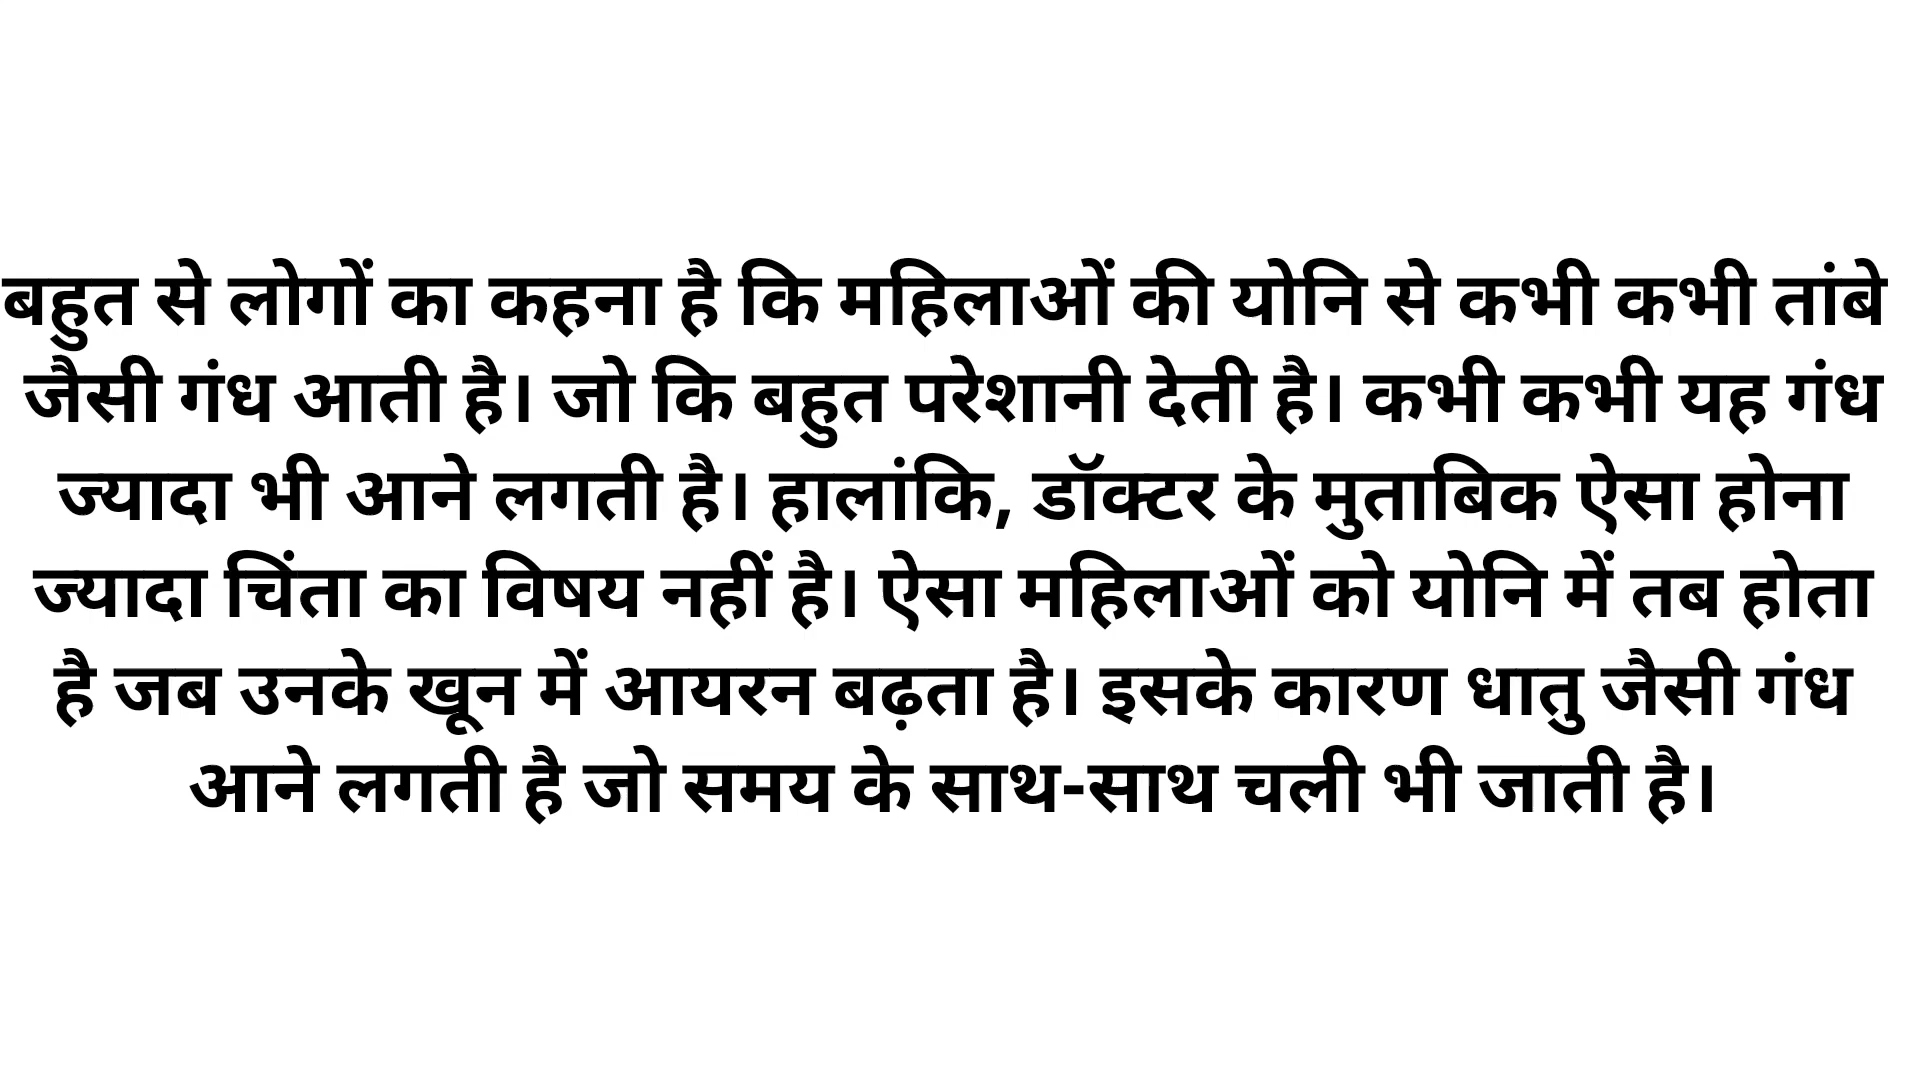 बहुत से लोगों का कहना है कि महिलाओं की योनि से कभी कभी तांबे
जैसी गंध आती है। जो कि बहुत परेशानी देती है। कभी कभी यह गंध
ज्यादा भी आने लगती है। हालांकि, डॉक्टर के मुताबिक ऐसा होना
ज्यादा चिंता का विषय नहीं है। ऐसा महिलाओं को योनि में तब होता
है जब उनके खून में आयरन बढ़ता है। इसके कारण धातु जैसी गंध
आने लगती है जो समय के साथ-साथ चली भी जाती है।